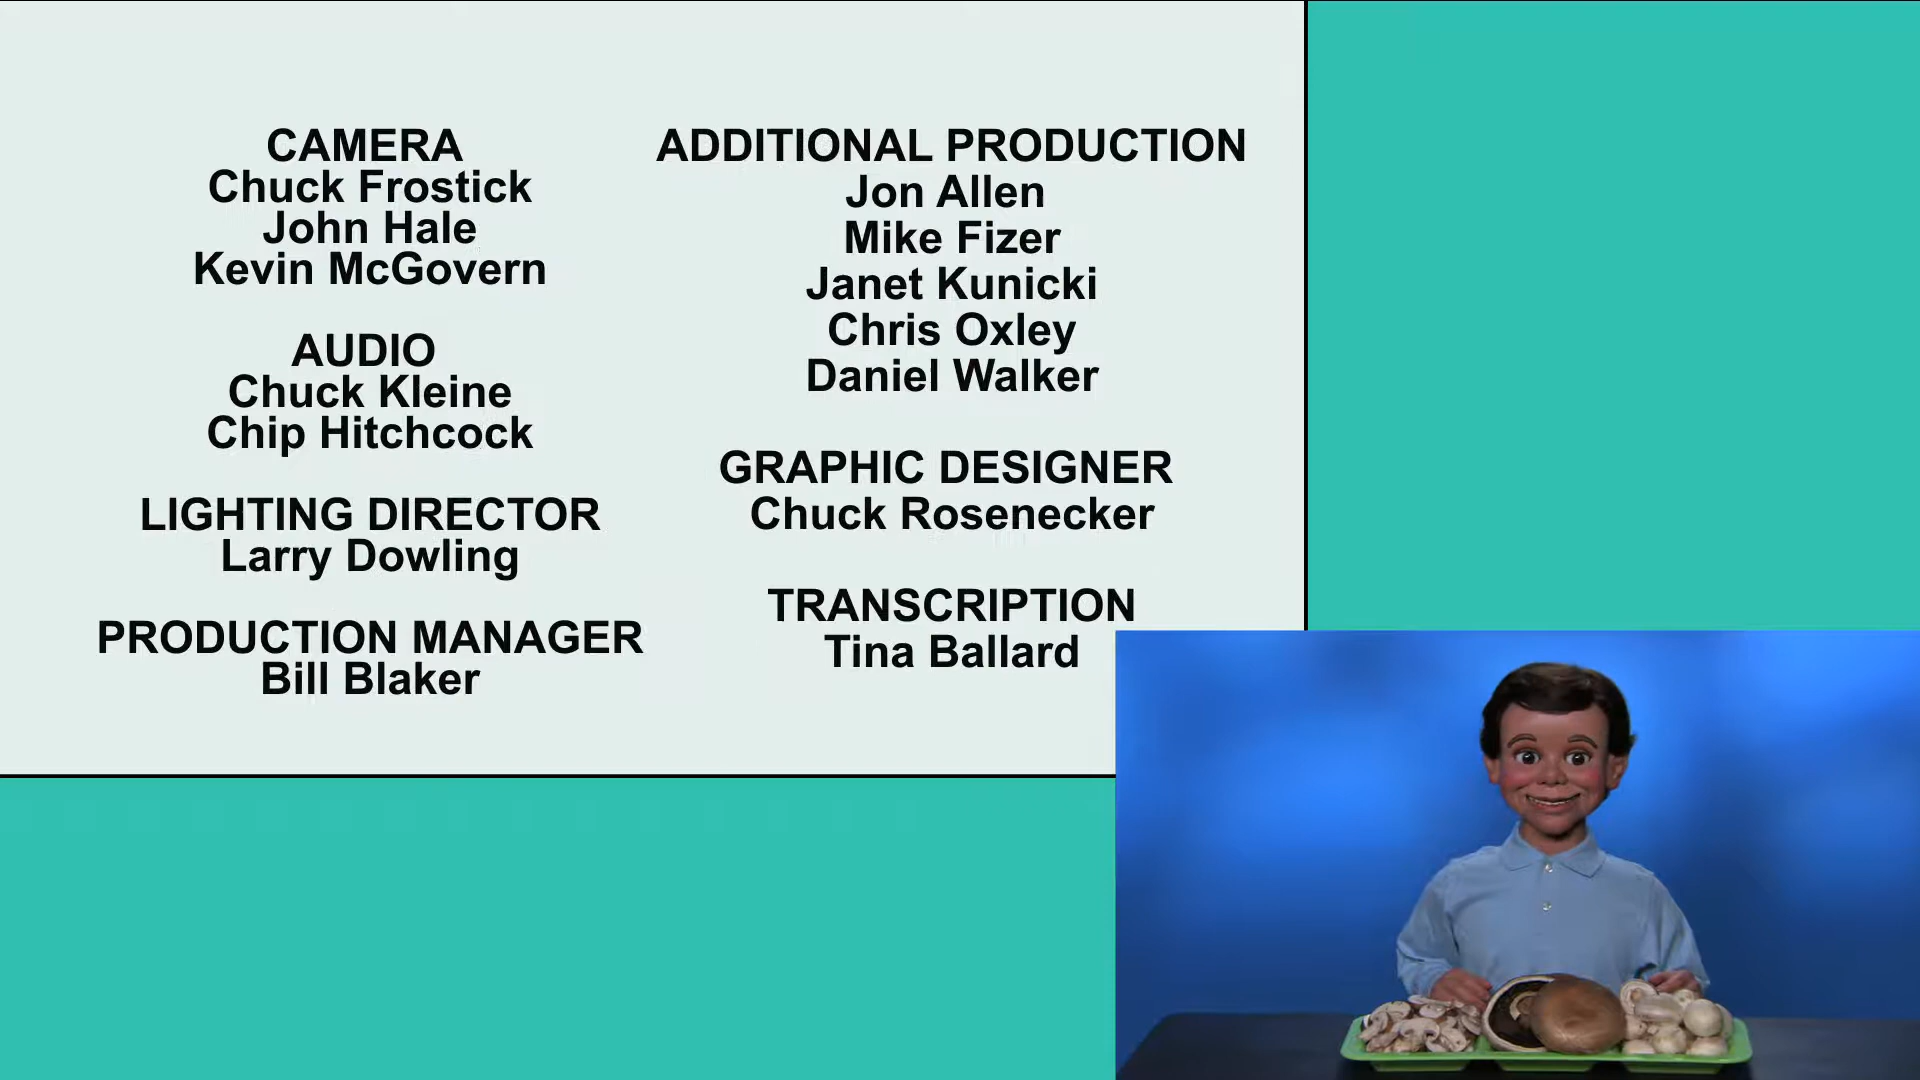 CAMERA
Chuck Frostick
John Hale
Kevin McGovern
AUDIO
Chuck Kleine
Chip Hitchcock
LIGHTING DIRECTOR
Larry Dowling
PRODUCTION MANAGER
Bill Blaker
ADDITIONAL PRODUCTION
Jon Allen
Mike Fizer
Janet Kunicki
Chris Oxley
Daniel Walker
GRAPHIC DESIGNER
Chuck Rosenecker
TRANSCRIPTION
Tina Ballard